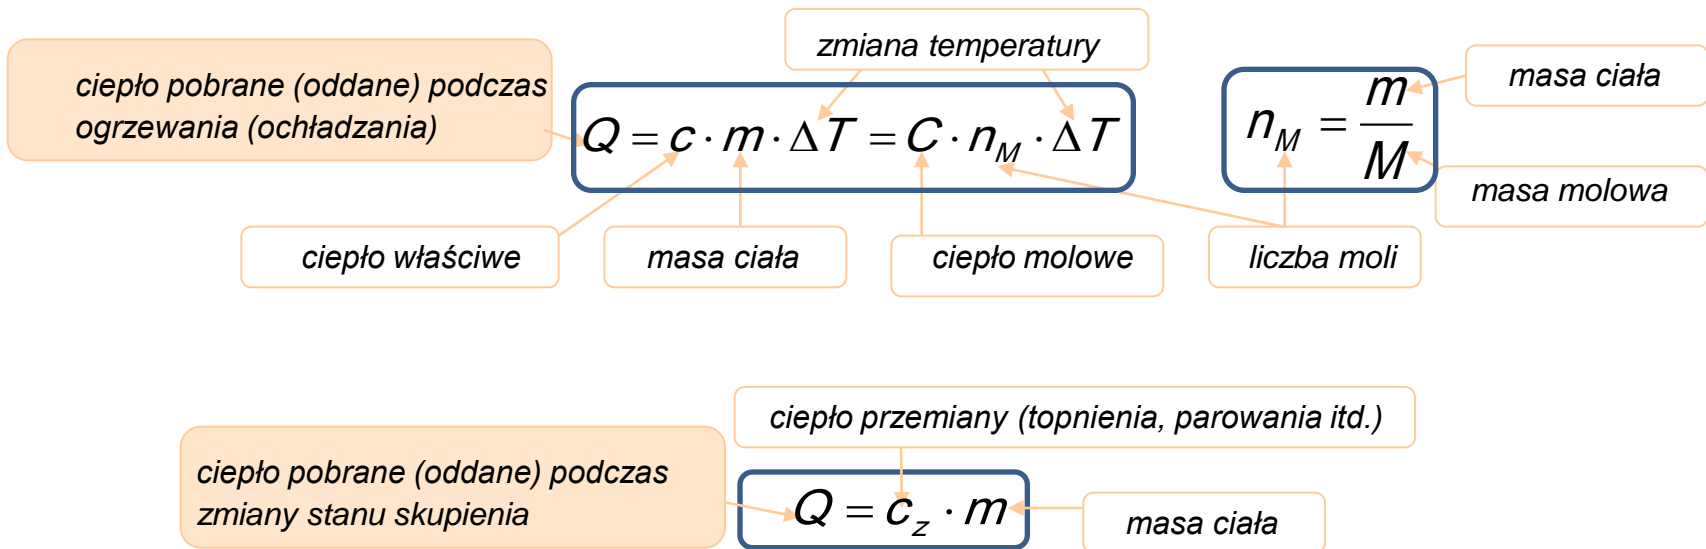 zmiana temperatury
ciepło pobrane (oddane) podczas
ogrzewania (ochładzania)
Q = c · m · ΔT = C · n_M · ΔT
n_M = m / M
masa ciała
masa molowa
ciepło właściwe
masa ciała
ciepło molowe
liczba moli
ciepło przemiany (topnienia, parowania itd.)
ciepło pobrane (oddane) podczas
zmiany stanu skupienia
Q = c_z · m
masa ciała